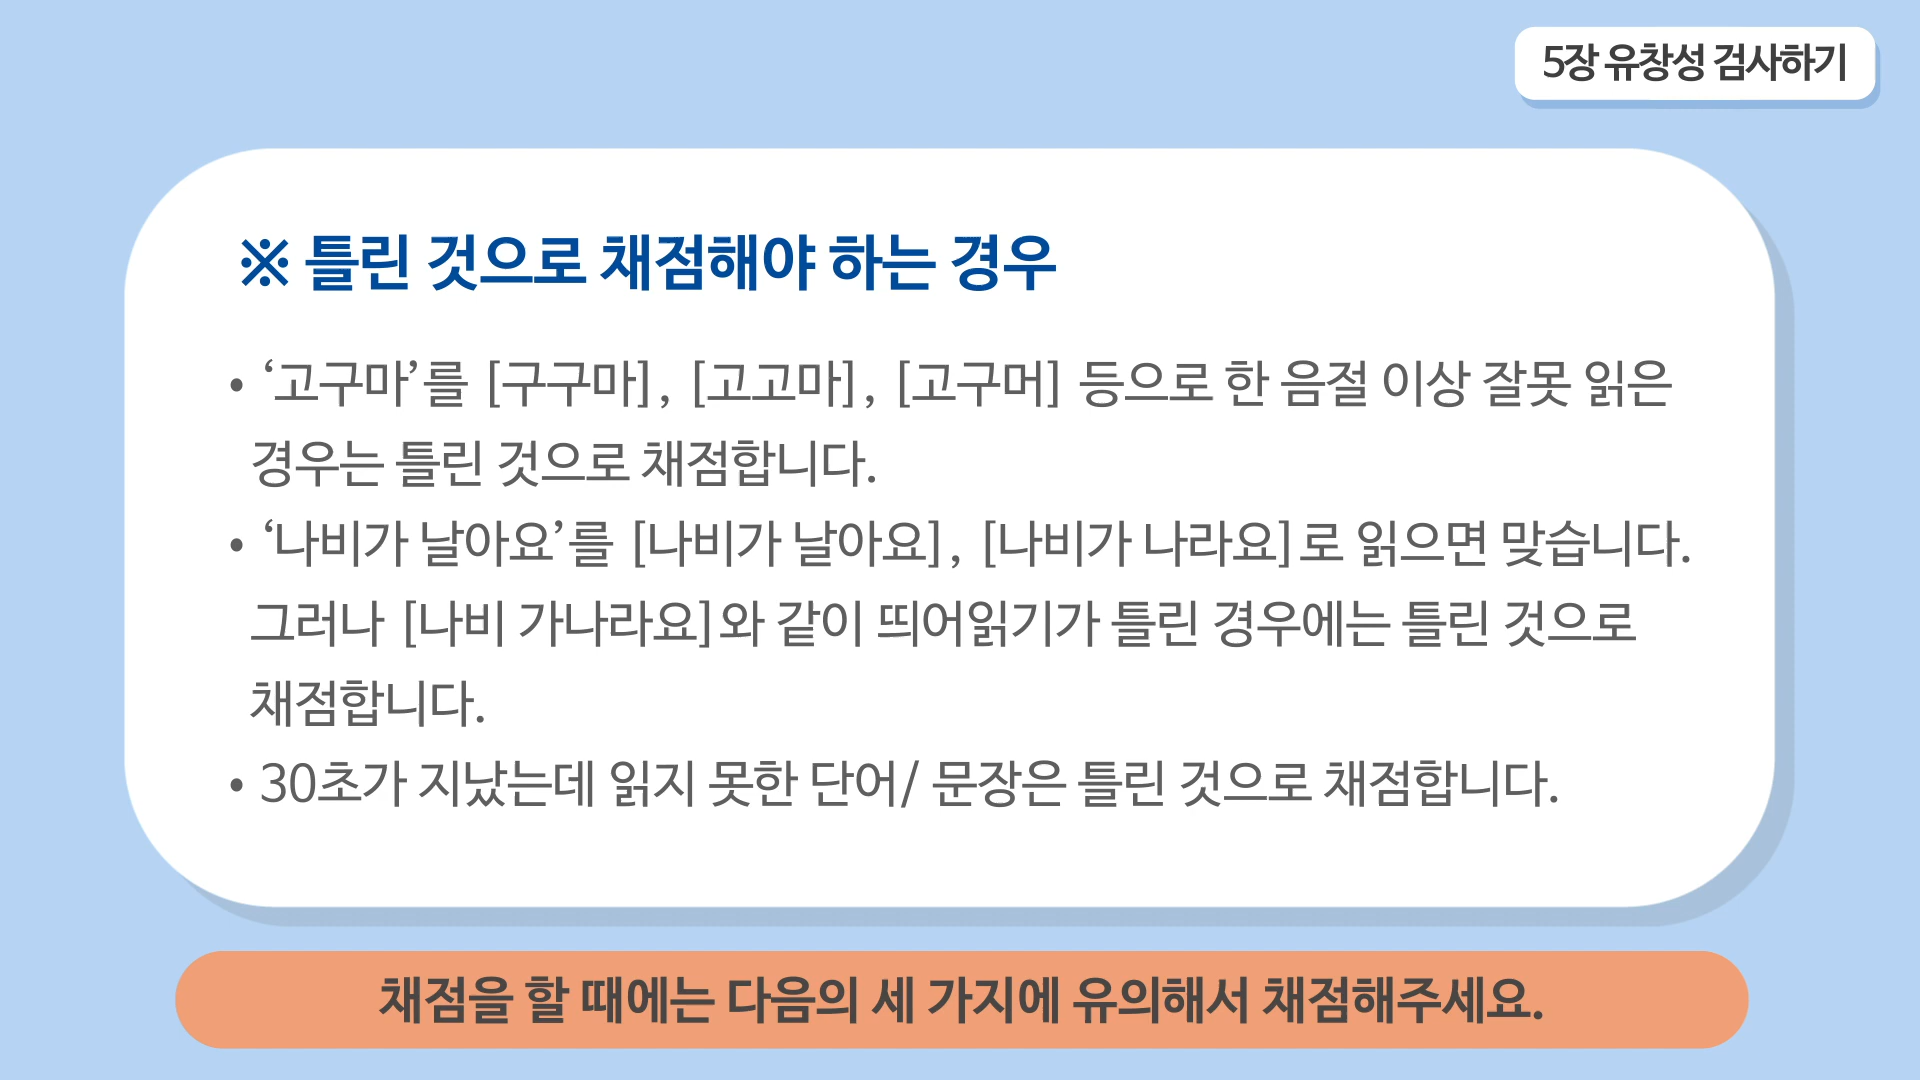 5장 유창성 검사하기
※ 틀린 것으로 채점해야 하는 경우
• ‘고구마’를 [구구마], [고고마], [고구머] 등으로 한 음절 이상 잘못 읽은
경우는 틀린 것으로 채점합니다.
• ‘나비가 날아요’를 [나비가 날아요], [나비가 나라요]로 읽으면 맞습니다.
그러나 [나비 가나라요]와 같이 띄어읽기가 틀린 경우에는 틀린 것으로
채점합니다.
• 30초가 지났는데 읽지 못한 단어/ 문장은 틀린 것으로 채점합니다.
채점을 할 때에는 다음의 세 가지에 유의해서 채점해주세요.